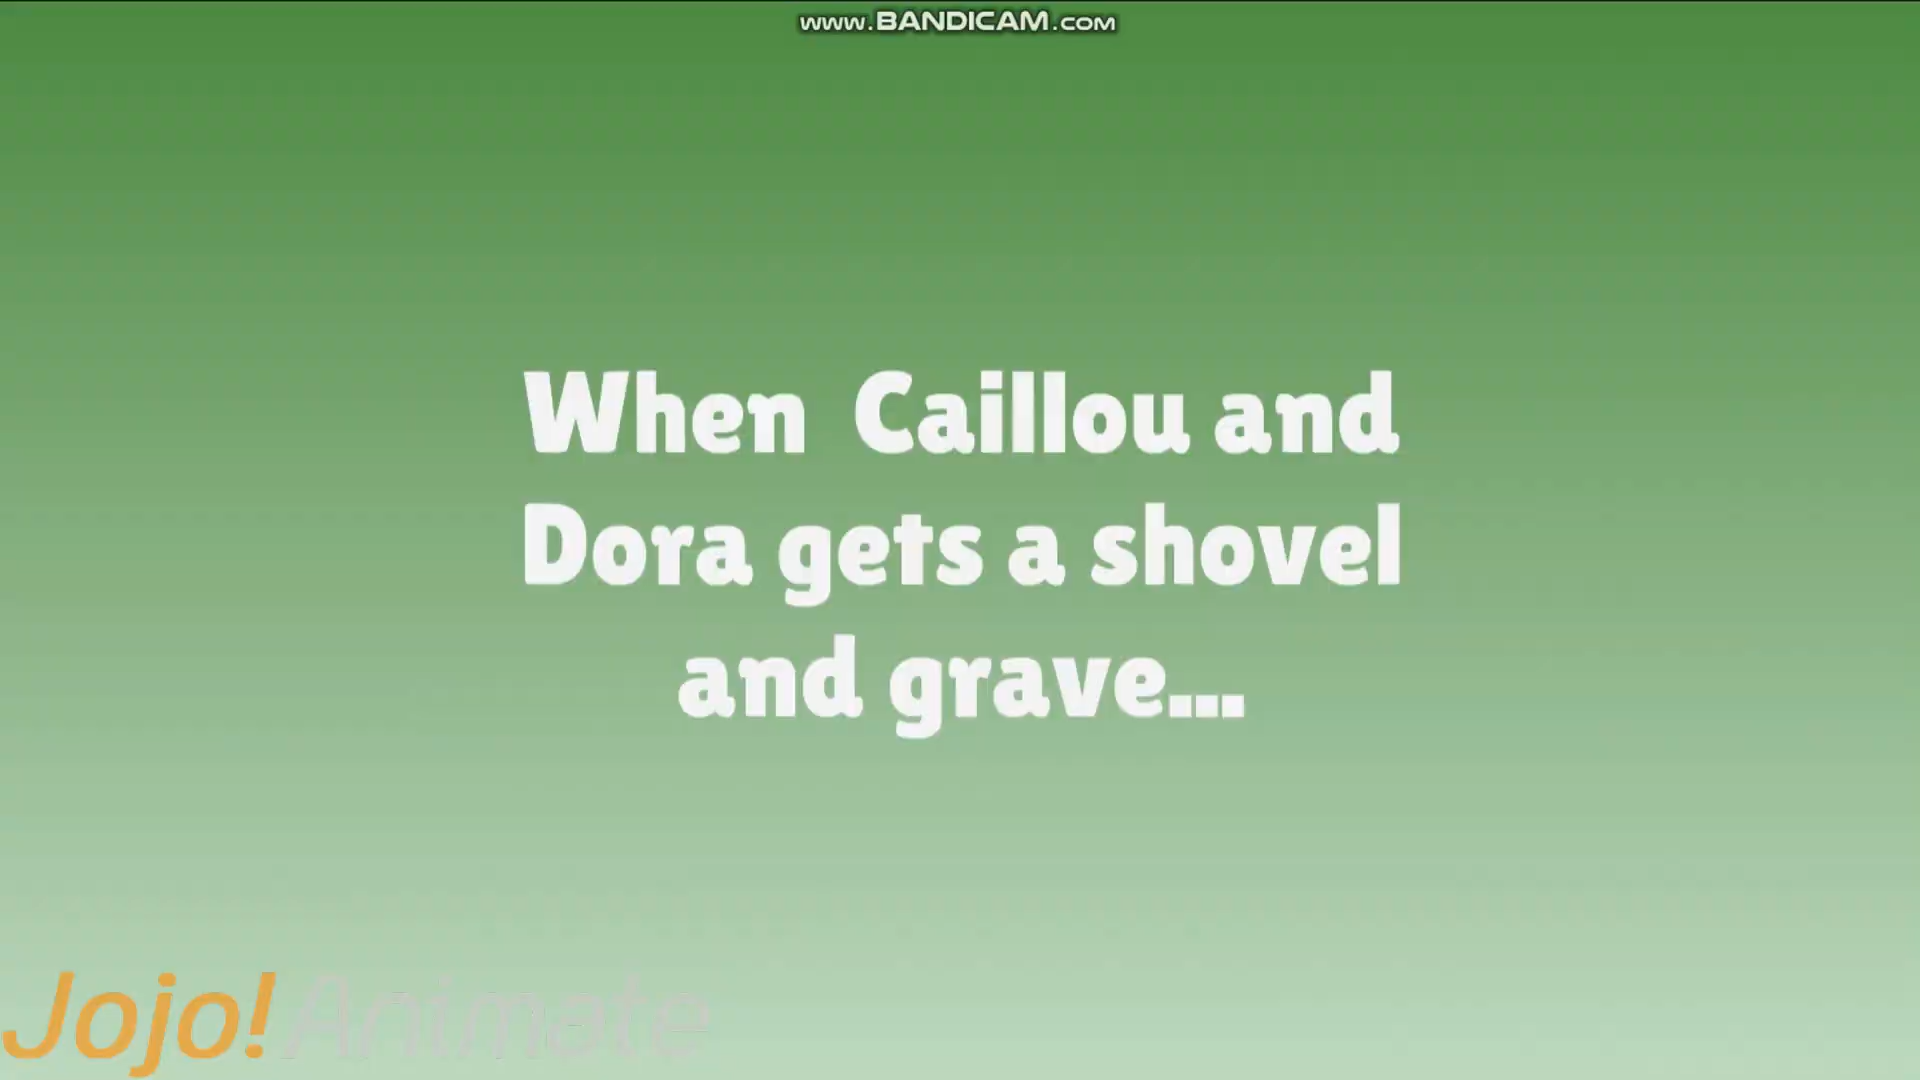 www.BANDICAM.com
When Caillou and
Dora gets a shovel
and grave...
Jojo!Animate